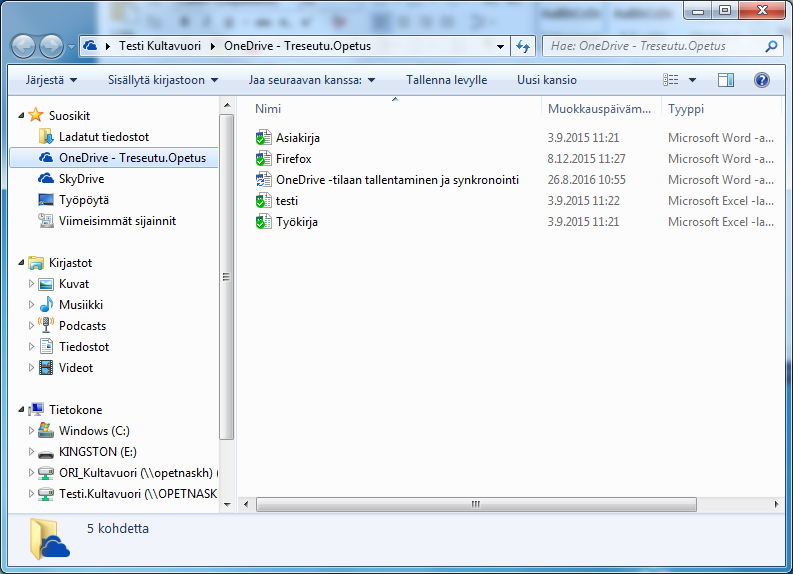 Testi Kultavuori ▸ OneDrive - Treseutu.Opetus
Hae: OneDrive - Treseutu.Opetus
Järjestä Sisällytä kirjastoon Jaa seuraavan kanssa: Tallenna levylle Uusi kansio
Suosikit
Ladatut tiedostot
OneDrive - Treseutu.Opetus
SkyDrive
Työpöytä
Viimeisimmät sijainnit
Kirjastot
Kuvat
Musiikki
Podcasts
Tiedostot
Videot
Tietokone
Windows (C:)
KINGSTON (E:)
ORI_Kultavuori (\\opetnaskh) (
Testi.Kultavuori (\\OPETNASK
Nimi Muokkauspäiväm... Tyyppi
Asiakirja 3.9.2015 11:21 Microsoft Word -a...
Firefox 8.12.2015 11:27 Microsoft Word -a...
OneDrive -tilaan tallentaminen ja synkronointi 26.8.2016 10:55 Microsoft Word -a...
testi 3.9.2015 11:22 Microsoft Excel -la...
Työkirja 3.9.2015 11:21 Microsoft Excel -la...
5 kohdetta